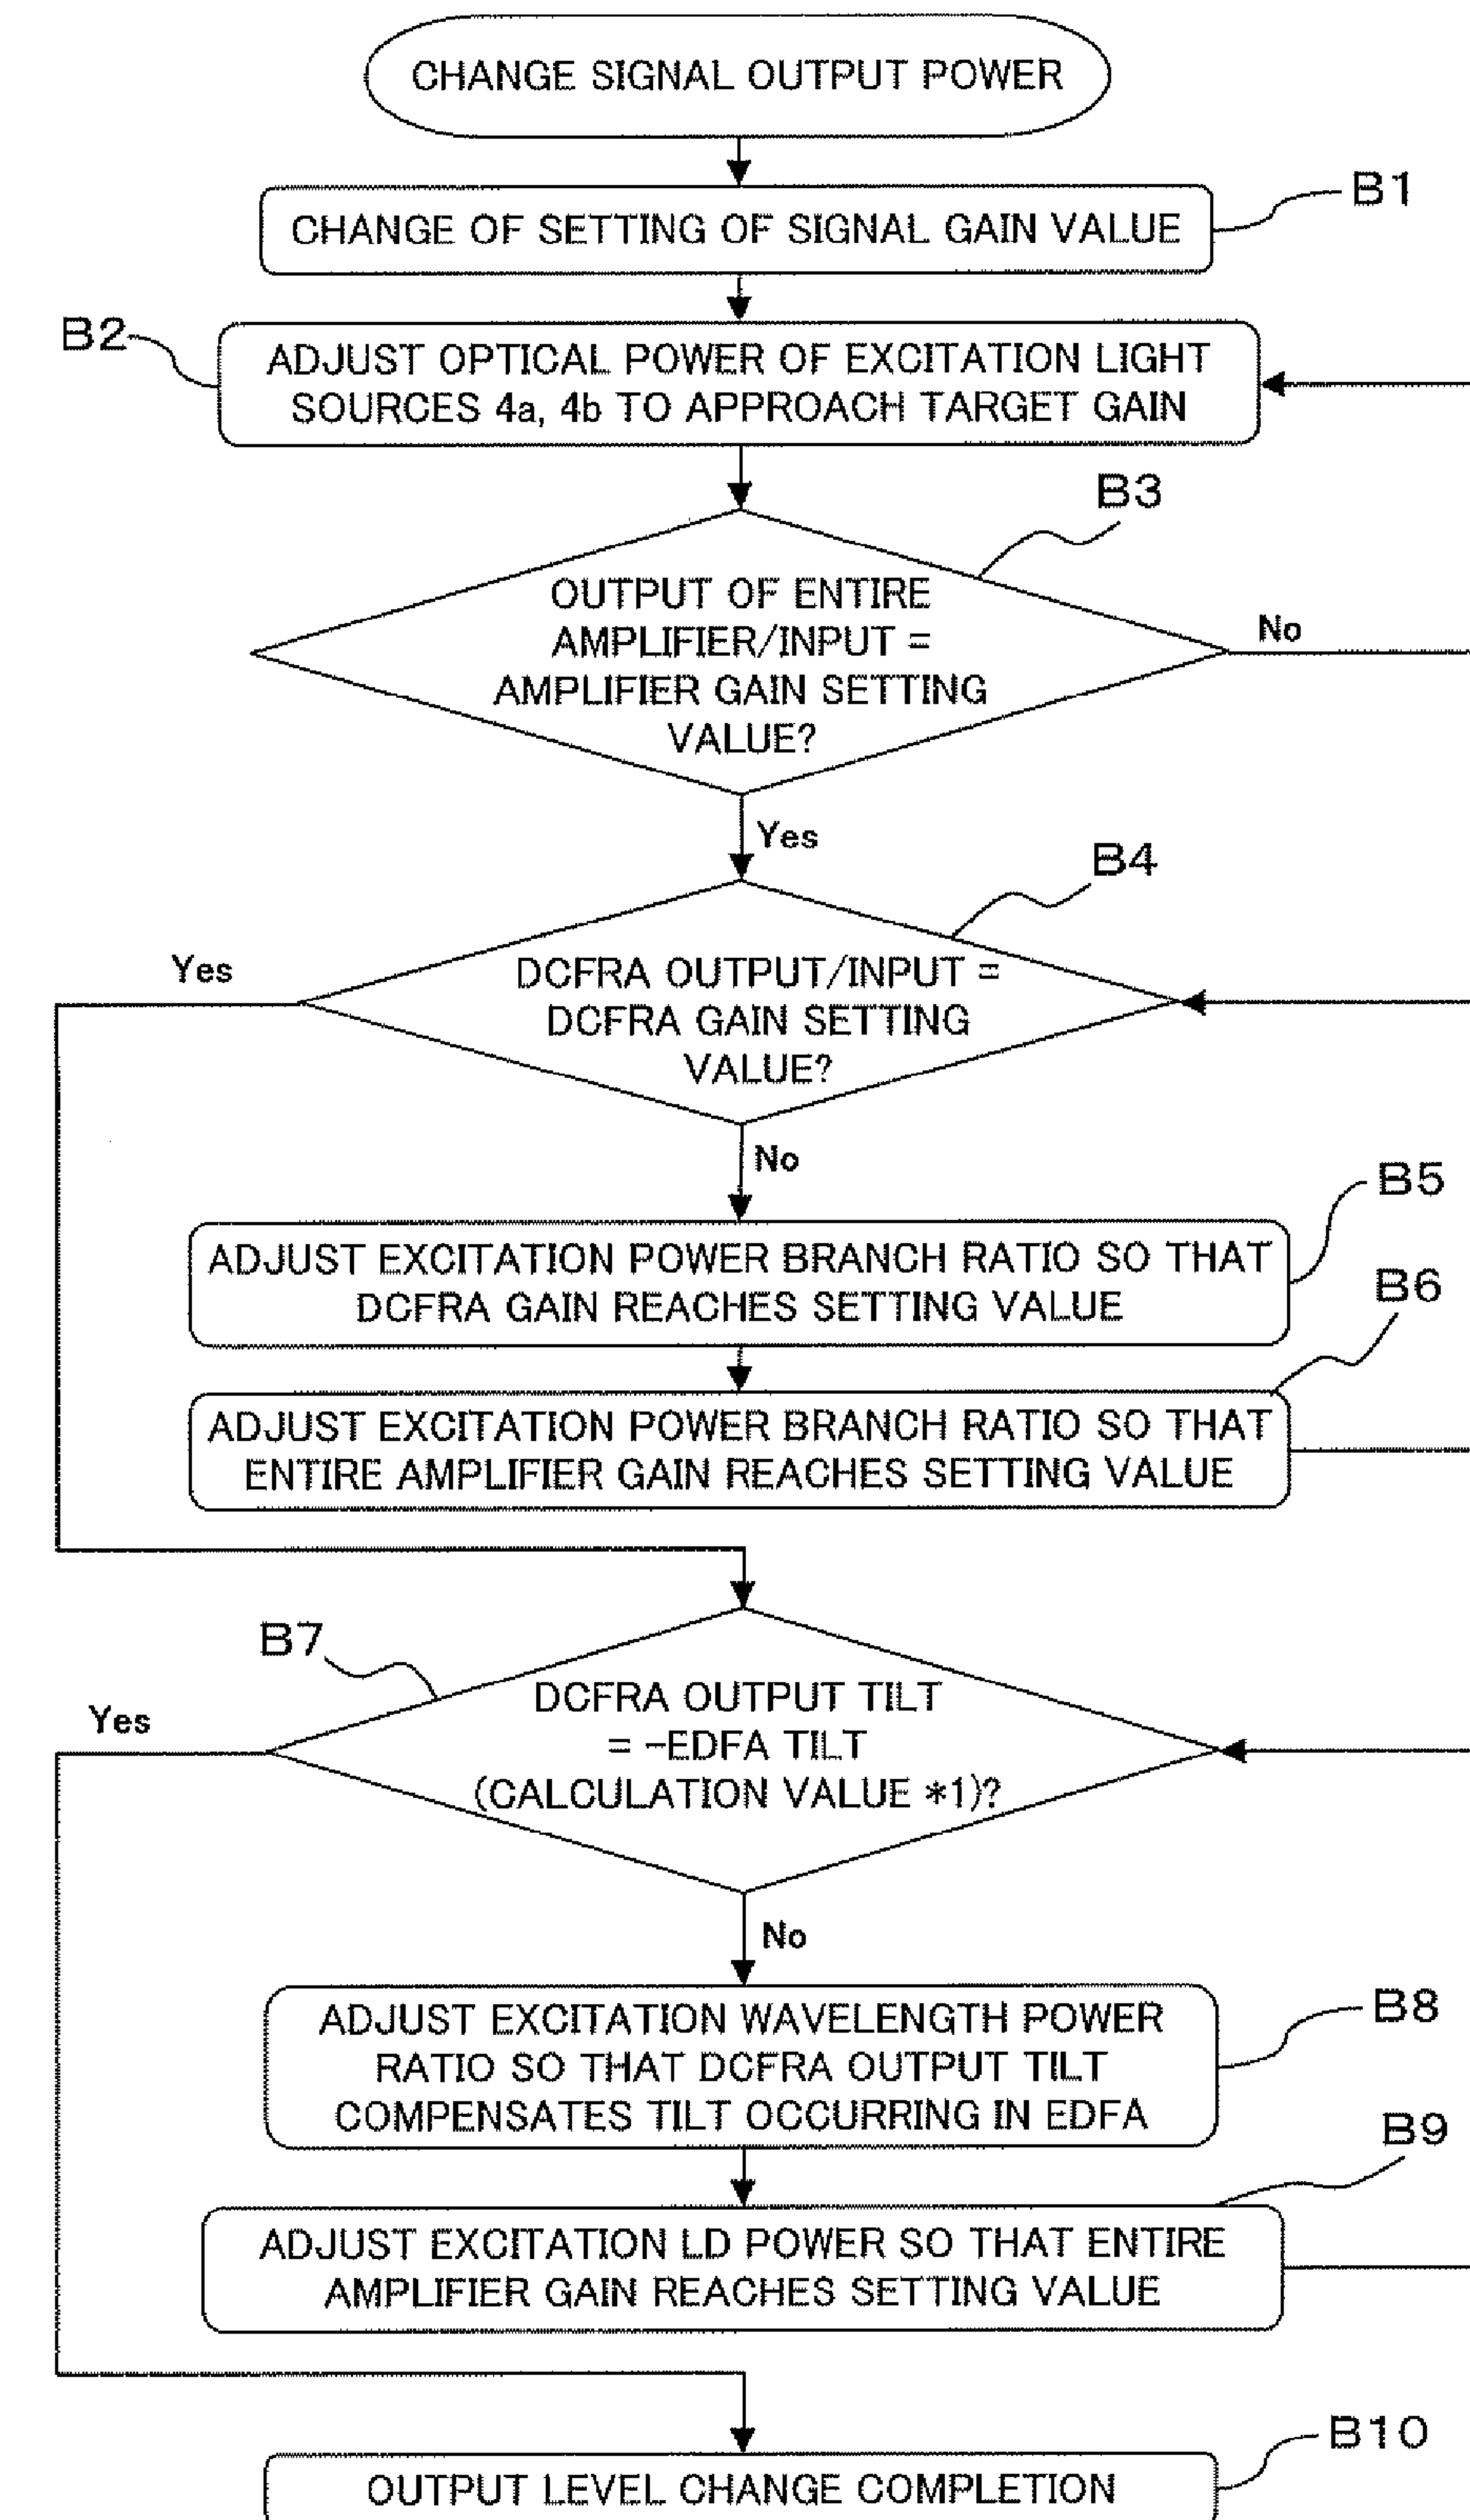 CHANGE SIGNAL OUTPUT POWER
B1
CHANGE OF SETTING OF SIGNAL GAIN VALUE
B2
ADJUST OPTICAL POWER OF EXCITATION LIGHT
SOURCES 4a, 4b TO APPROACH TARGET GAIN
B3
OUTPUT OF ENTIRE
AMPLIFIER/INPUT =
AMPLIFIER GAIN SETTING
VALUE?
No
Yes
B4
Yes
DCFRA OUTPUT/INPUT =
DCFRA GAIN SETTING
VALUE?
No
B5
ADJUST EXCITATION POWER BRANCH RATIO SO THAT
DCFRA GAIN REACHES SETTING VALUE
B6
ADJUST EXCITATION POWER BRANCH RATIO SO THAT
ENTIRE AMPLIFIER GAIN REACHES SETTING VALUE
B7
Yes
DCFRA OUTPUT TILT
= -EDFA TILT
(CALCULATION VALUE *1)?
No
B8
ADJUST EXCITATION WAVELENGTH POWER
RATIO SO THAT DCFRA OUTPUT TILT
COMPENSATES TILT OCCURRING IN EDFA
B9
ADJUST EXCITATION LD POWER SO THAT ENTIRE
AMPLIFIER GAIN REACHES SETTING VALUE
B10
OUTPUT LEVEL CHANGE COMPLETION